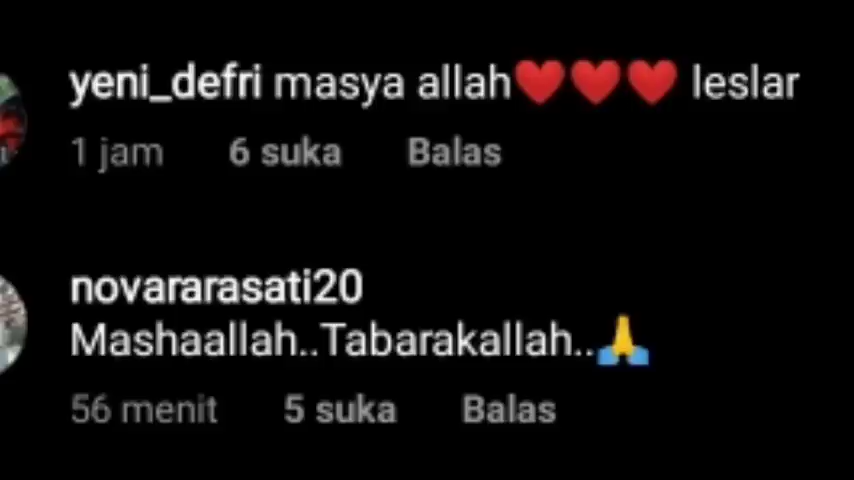 yeni_defri masya allah❤️❤️❤️ leslar
1 jam 6 suka Balas
novararasati20
Mashaallah..Tabarakallah..🙏
56 menit 5 suka Balas